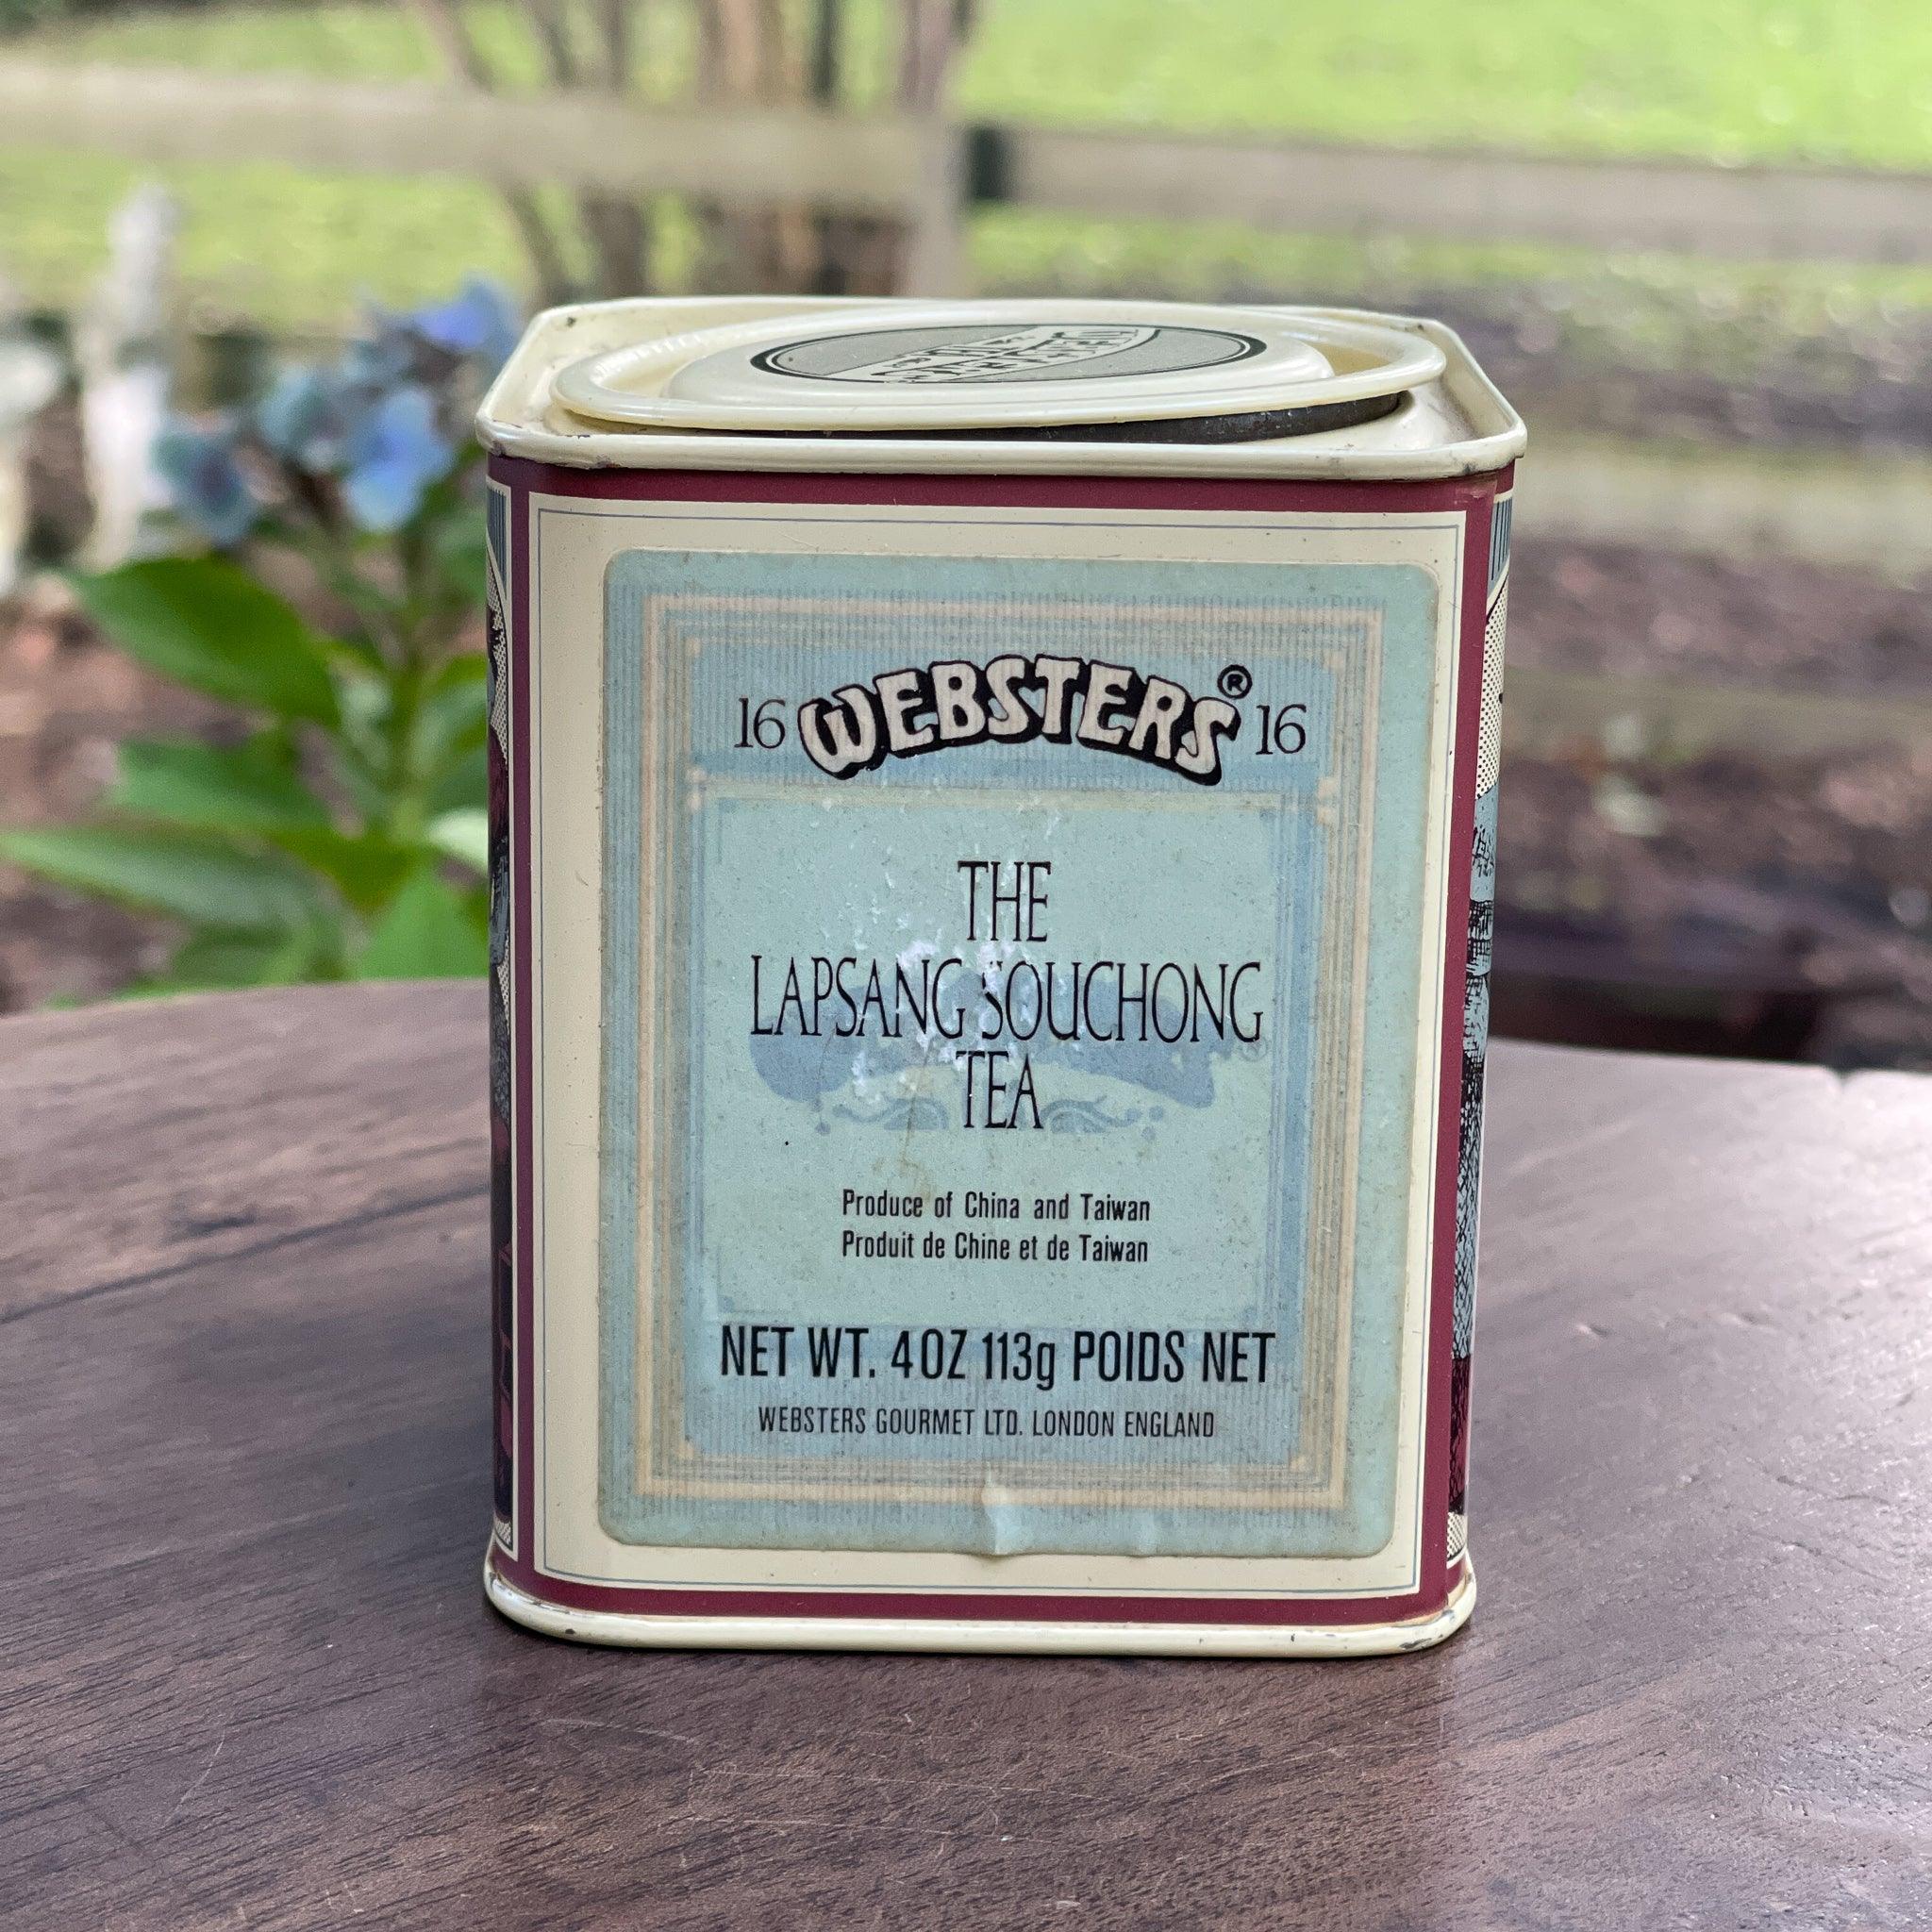 16 WEBSTERS® 16
THE
LAPSANG SOUCHONG
TEA
Produce of China and Taiwan
Produit de Chine et de Taiwan
NET WT. 4OZ 113g POIDS NET
WEBSTERS GOURMET LTD. LONDON ENGLAND